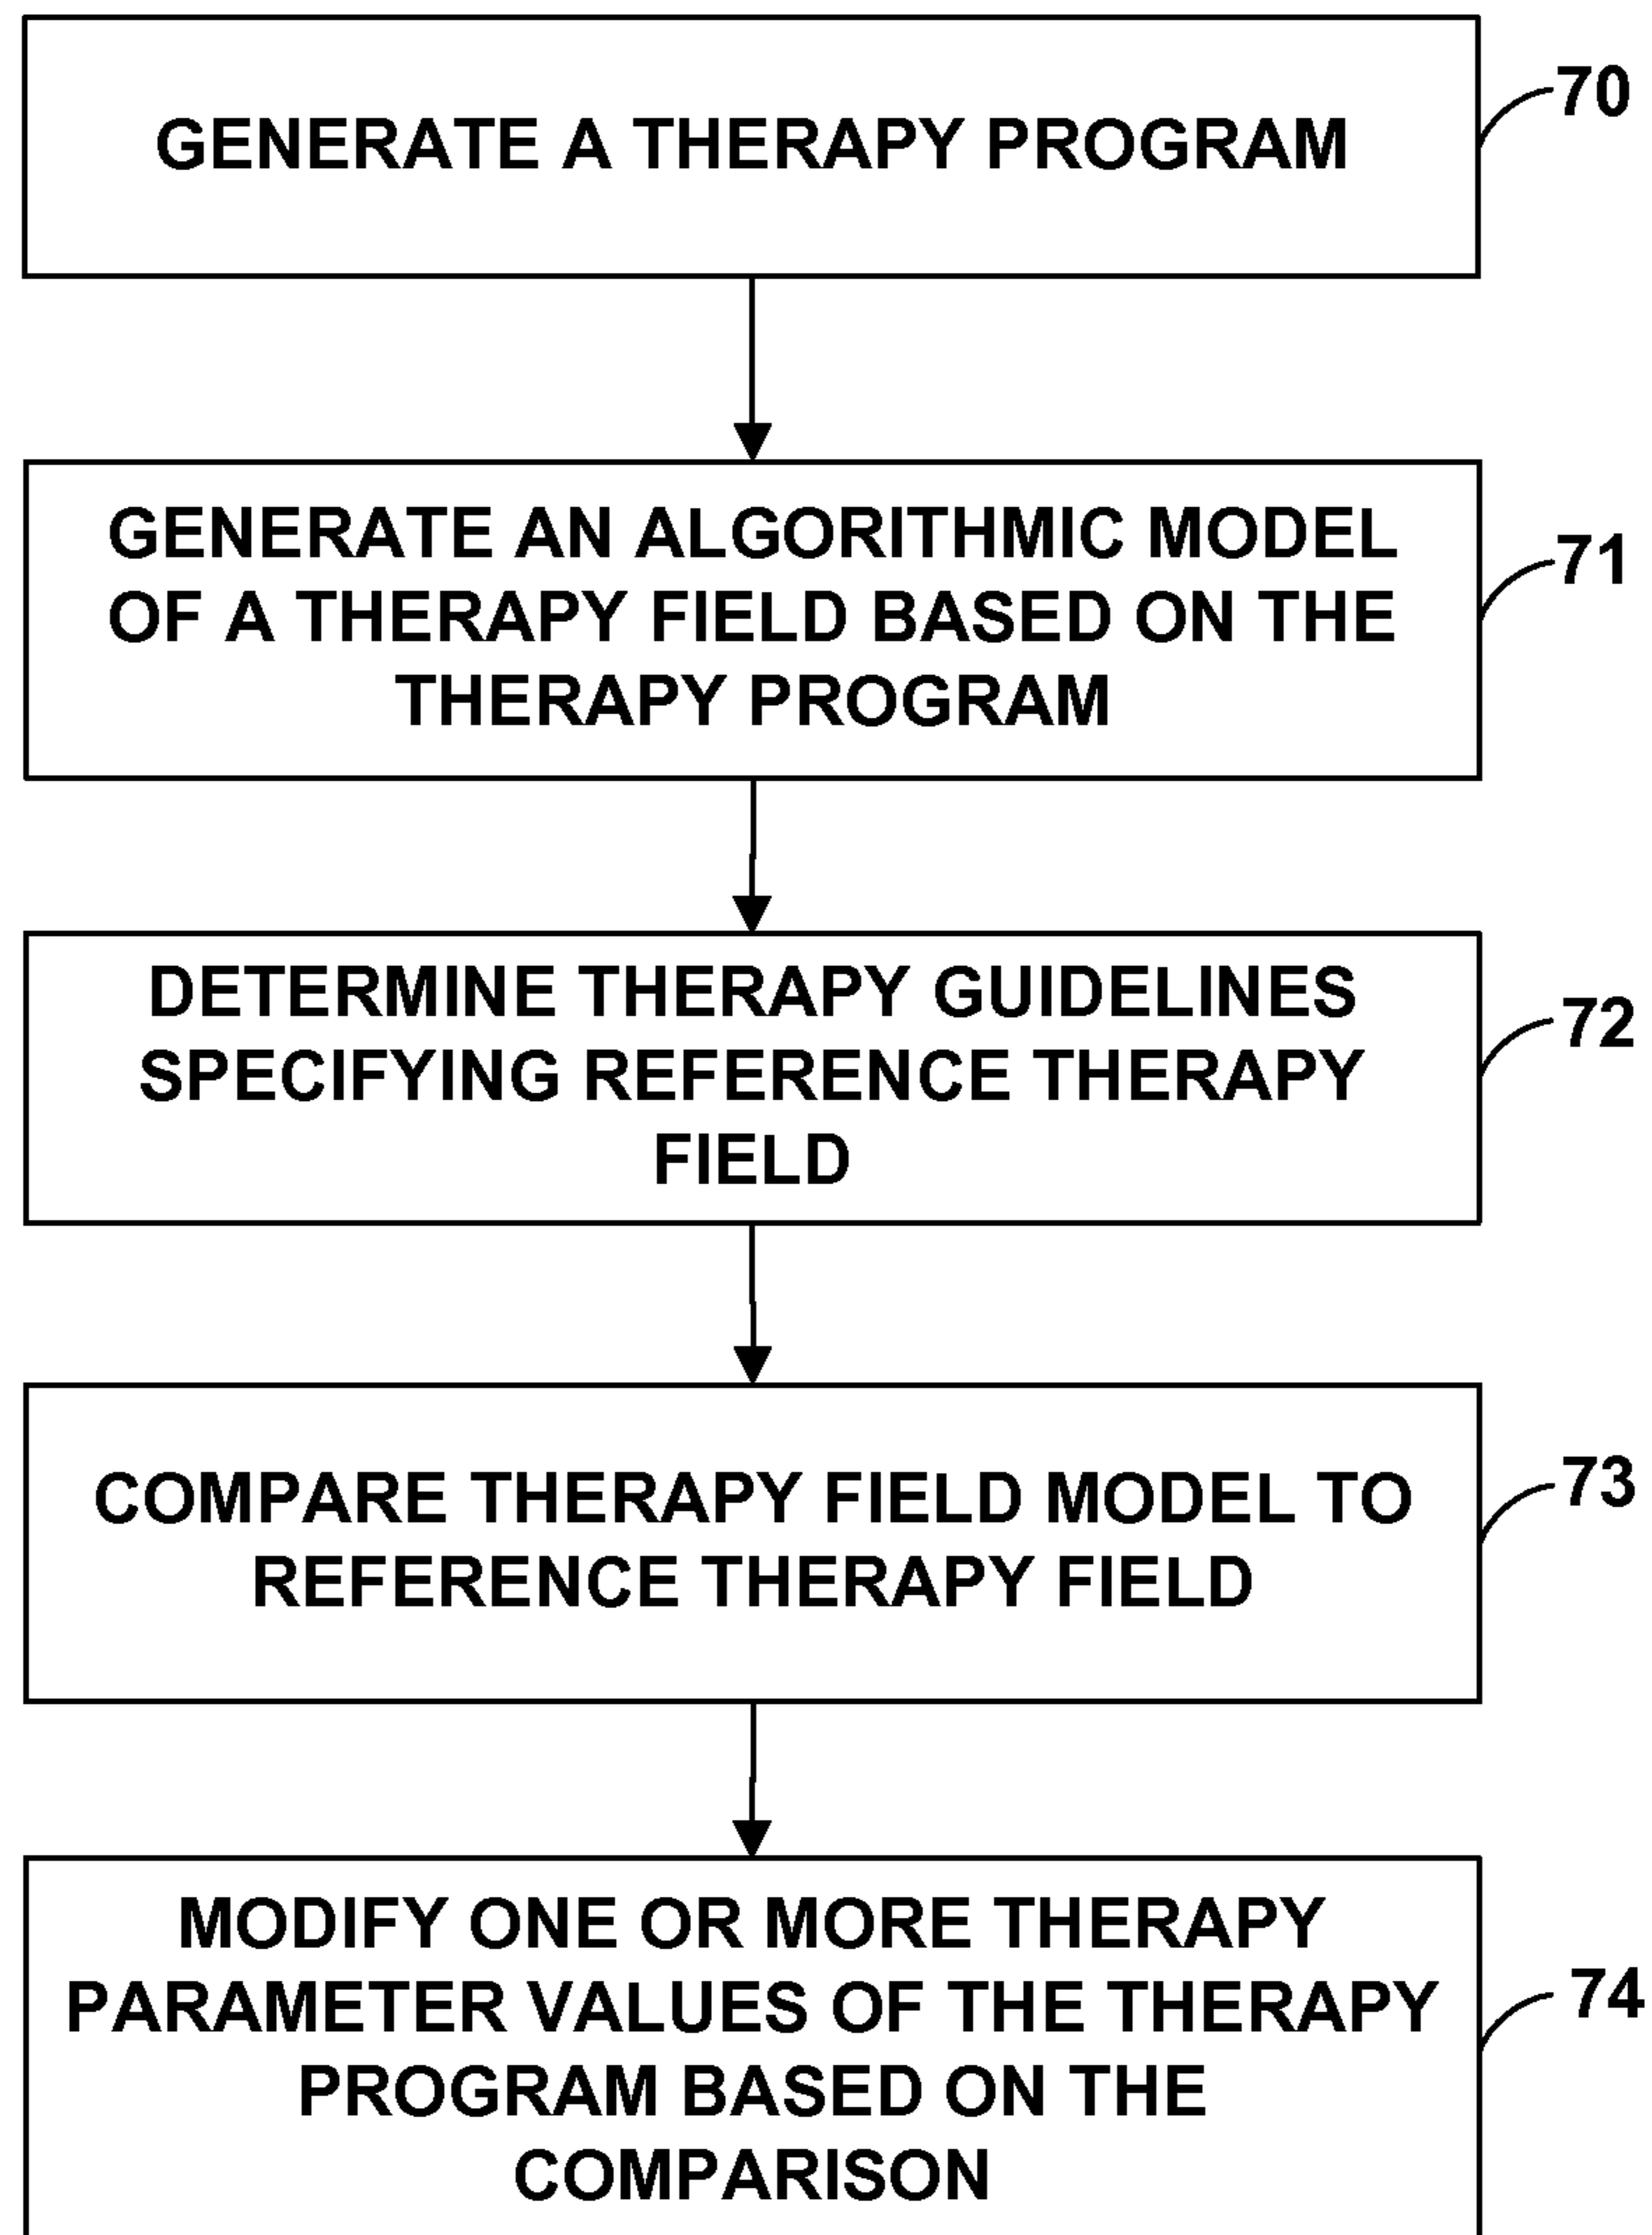 GENERATE A THERAPY PROGRAM
70
GENERATE AN ALGORITHMIC MODEL
OF A THERAPY FIELD BASED ON THE
THERAPY PROGRAM
71
DETERMINE THERAPY GUIDELINES
SPECIFYING REFERENCE THERAPY
FIELD
72
COMPARE THERAPY FIELD MODEL TO
REFERENCE THERAPY FIELD
73
MODIFY ONE OR MORE THERAPY
PARAMETER VALUES OF THE THERAPY
PROGRAM BASED ON THE
COMPARISON
74